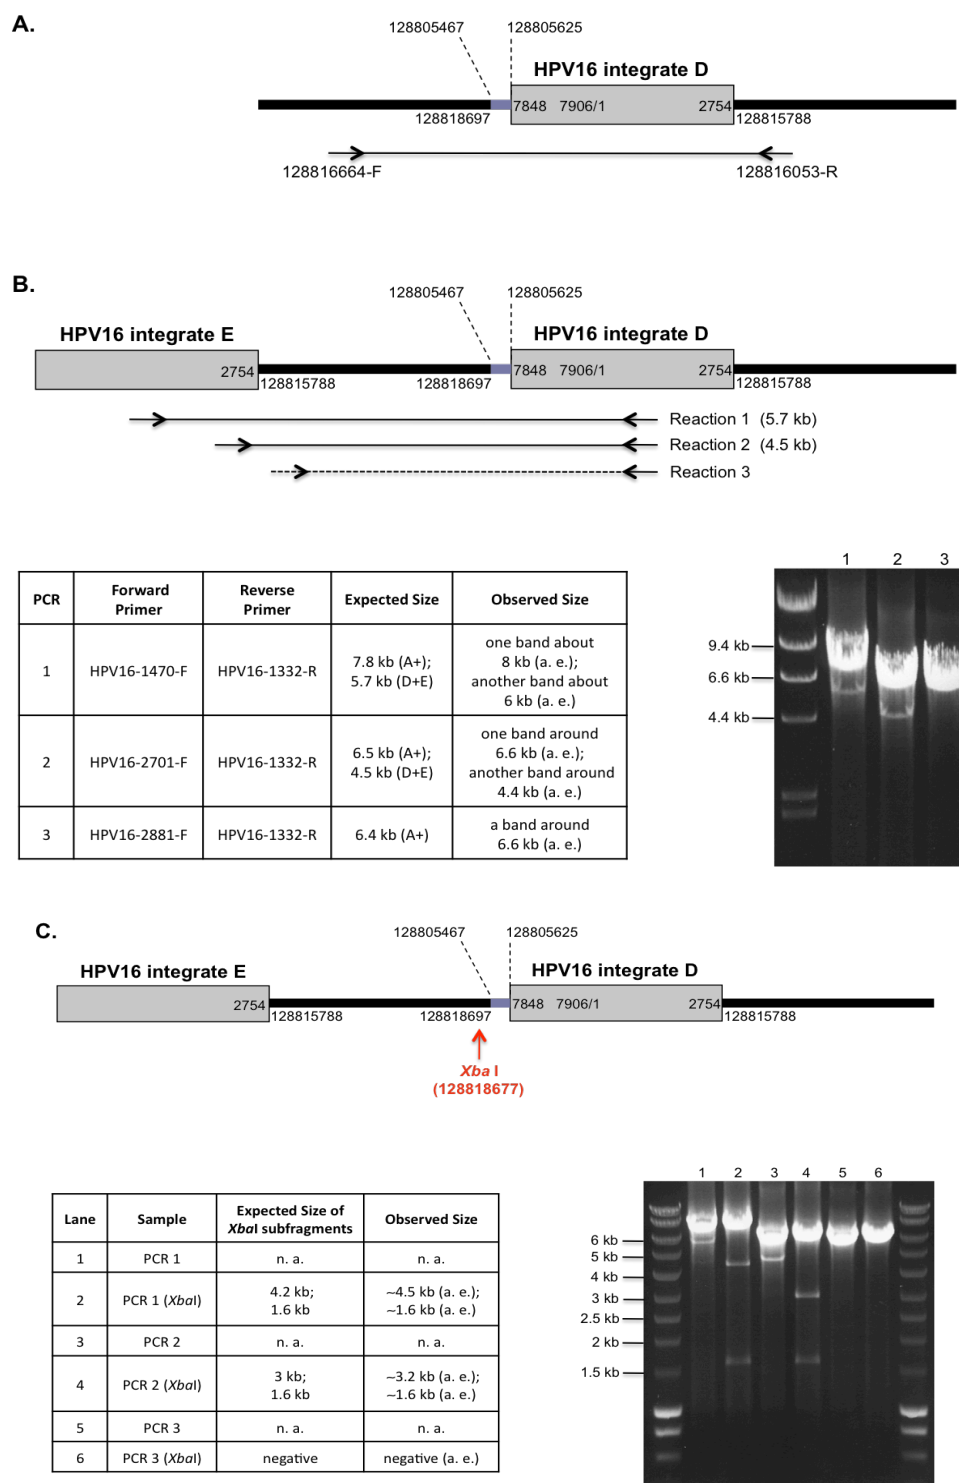 A.
128805467 128805625
HPV16 integrate D
7848 7906/1 2754
128818697 128815788
128816664-F 128816053-R
B.
128805467 128805625
HPV16 integrate E HPV16 integrate D
2754 7848 7906/1 2754
128815788 128818697 128815788
Reaction 1 (5.7 kb)
Reaction 2 (4.5 kb)
Reaction 3
PCR Forward Primer Reverse Primer Expected Size Observed Size
1 HPV16-1470-F HPV16-1332-R 7.8 kb (A+); 5.7 kb (D+E) one band about 8 kb (a. e.); another band about 6 kb (a. e.)
2 HPV16-2701-F HPV16-1332-R 6.5 kb (A+); 4.5 kb (D+E) one band around 6.6 kb (a. e.); another band around 4.4 kb (a. e.)
3 HPV16-2881-F HPV16-1332-R 6.4 kb (A+) a band around 6.6 kb (a. e.)
1 2 3
9.4 kb
6.6 kb
4.4 kb
C.
128805467 128805625
HPV16 integrate E HPV16 integrate D
2754 7848 7906/1 2754
128815788 128818697 128815788
Xba I
(128818677)
Lane Sample Expected Size of XbaI subfragments Observed Size
1 PCR 1 n. a. n. a.
2 PCR 1 (XbaI) 4.2 kb; 1.6 kb ~4.5 kb (a. e.); ~1.6 kb (a. e.)
3 PCR 2 n. a. n. a.
4 PCR 2 (XbaI) 3 kb; 1.6 kb ~3.2 kb (a. e.); ~1.6 kb (a. e.)
5 PCR 3 n. a. n. a.
6 PCR 3 (XbaI) negative negative (a. e.)
1 2 3 4 5 6
6 kb
5 kb
4 kb
3 kb
2.5 kb
2 kb
1.5 kb